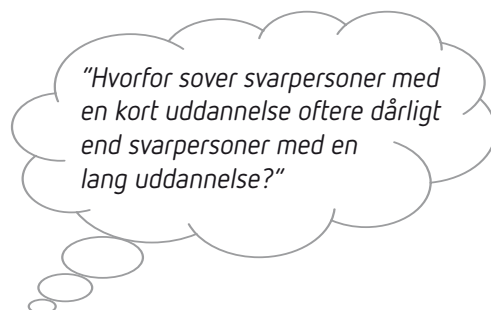 "Hvorfor sover svarpersoner med
en kort uddannelse oftere dårligt
end svarpersoner med en
lang uddannelse?"